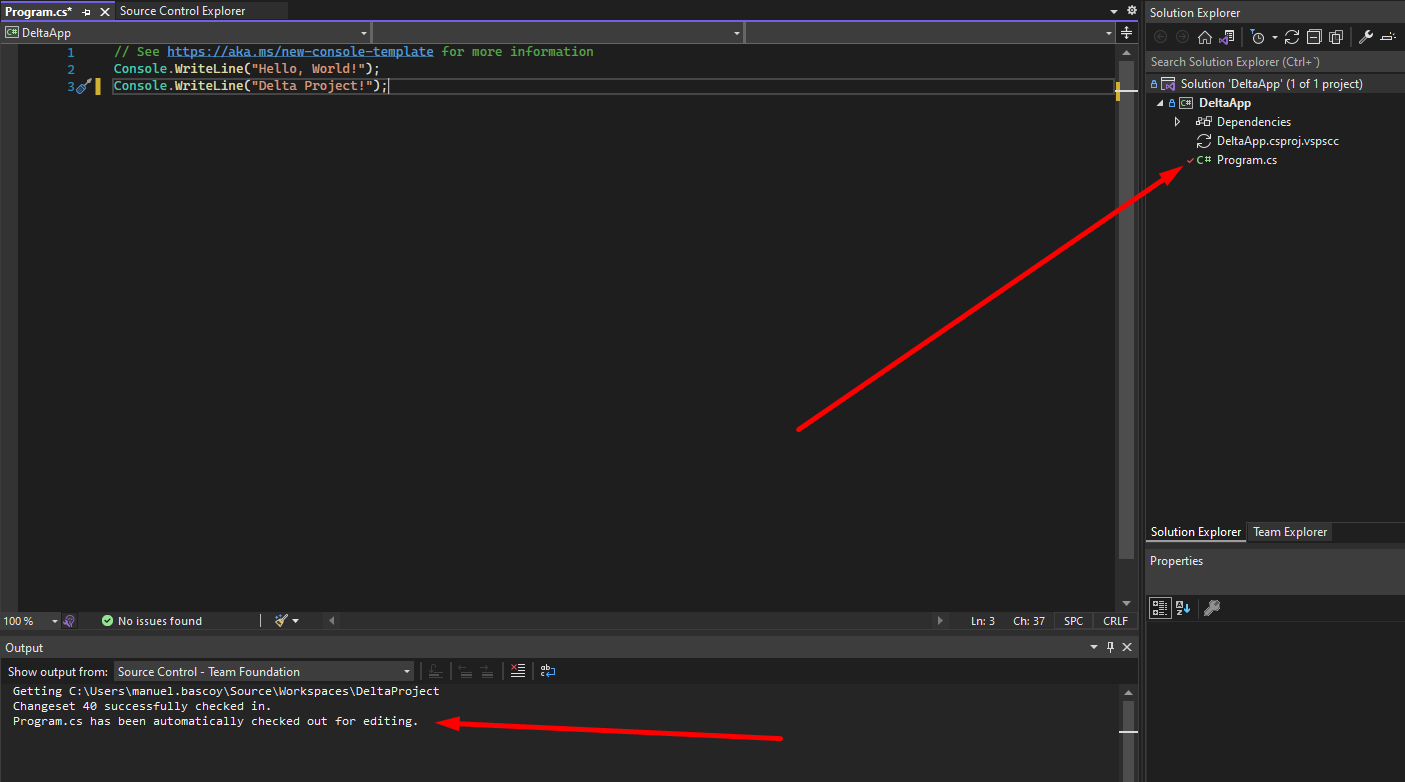 Program.cs*
Source Control Explorer
DeltaApp
1 // See https://aka.ms/new-console-template for more information
2 Console.WriteLine("Hello, World!");
3 Console.WriteLine("Delta Project!");
100 %
No issues found
Ln: 3 Ch: 37 SPC CRLF
Output
Show output from: Source Control - Team Foundation
Getting C:\Users\manuel.bascoy\Source\Workspaces\DeltaProject
Changeset 40 successfully checked in.
Program.cs has been automatically checked out for editing.
Solution Explorer
Search Solution Explorer (Ctrl+¨)
Solution 'DeltaApp' (1 of 1 project)
C# DeltaApp
Dependencies
DeltaApp.csproj.vspscc
C# Program.cs
Solution Explorer Team Explorer
Properties